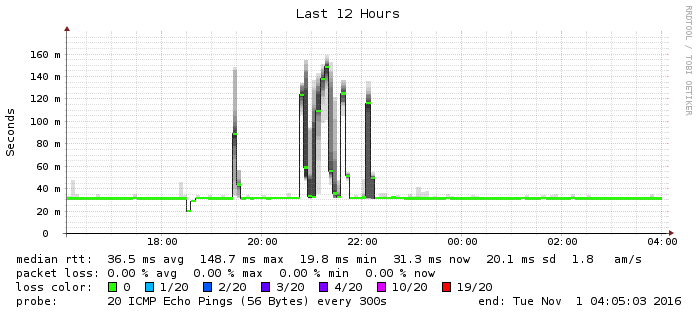 Last 12 Hours
RRDTOOL / TOBI OETIKER
Seconds
160 m
140 m
120 m
100 m
80 m
60 m
40 m
20 m
0
18:00 20:00 22:00 00:00 02:00 04:00
median rtt: 36.5 ms avg 148.7 ms max 19.8 ms min 31.3 ms now 20.1 ms sd 1.8 am/s
packet loss: 0.00 % avg 0.00 % max 0.00 % min 0.00 % now
loss color: 0 1/20 2/20 3/20 4/20 10/20 19/20
probe: 20 ICMP Echo Pings (56 Bytes) every 300s end: Tue Nov 1 04:05:03 2016